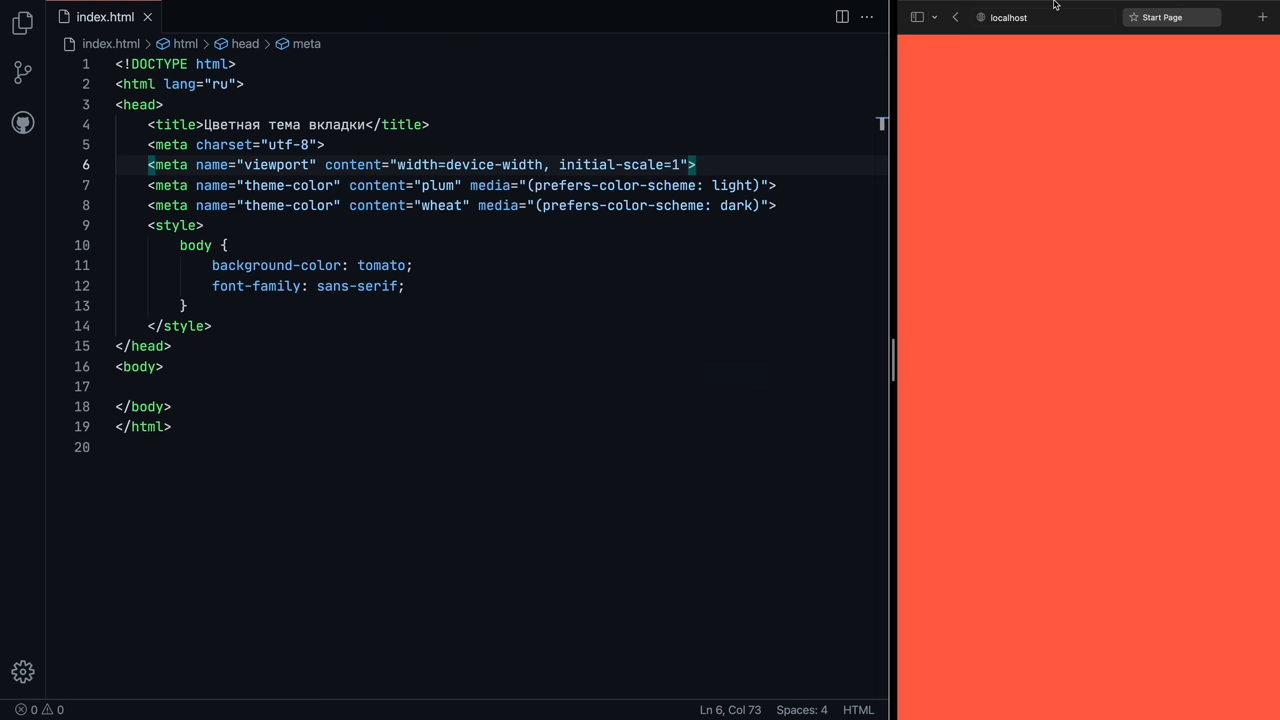 index.html
index.html > html > head > meta
1 <!DOCTYPE html>
2 <html lang="ru">
3 <head>
4 <title>Цветная тема вкладки</title>
5 <meta charset="utf-8">
6 <meta name="viewport" content="width=device-width, initial-scale=1">
7 <meta name="theme-color" content="plum" media="(prefers-color-scheme: light)">
8 <meta name="theme-color" content="wheat" media="(prefers-color-scheme: dark)">
9 <style>
10 body {
11 background-color: tomato;
12 font-family: sans-serif;
13 }
14 </style>
15 </head>
16 <body>
17
18 </body>
19 </html>
20
0 0
Ln 6, Col 73 Spaces: 4 HTML
localhost
Start Page